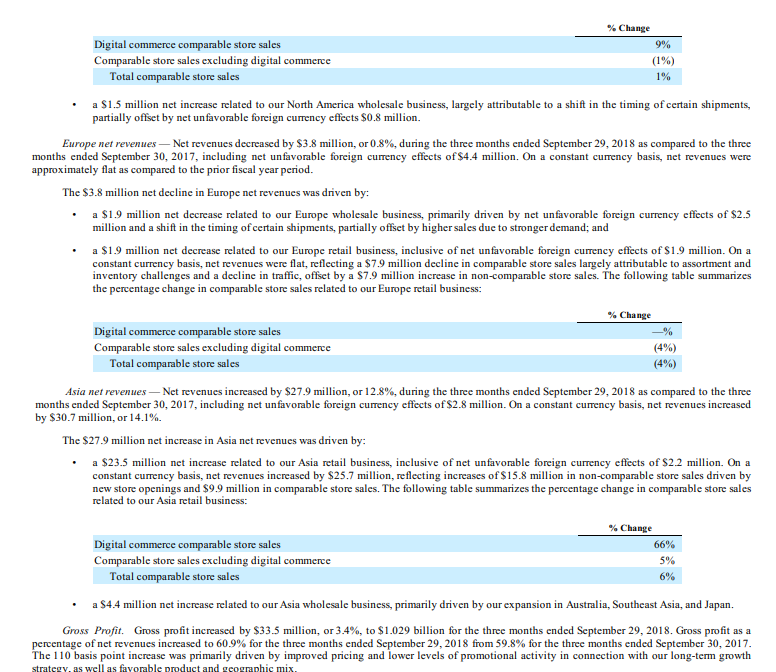 % Change
Digital commerce comparable store sales 9%
Comparable store sales excluding digital commerce (1%)
Total comparable store sales 1%
• a $1.5 million net increase related to our North America wholesale business, largely attributable to a shift in the timing of certain shipments,
partially offset by net unfavorable foreign currency effects $0.8 million.
Europe net revenues — Net revenues decreased by $3.8 million, or 0.8%, during the three months ended September 29, 2018 as compared to the three
months ended September 30, 2017, including net unfavorable foreign currency effects of $4.4 million. On a constant currency basis, net revenues were
approximately flat as compared to the prior fiscal year period.
The $3.8 million net decline in Europe net revenues was driven by:
• a $1.9 million net decrease related to our Europe wholesale business, primarily driven by net unfavorable foreign currency effects of $2.5
million and a shift in the timing of certain shipments, partially offset by higher sales due to stronger demand; and
• a $1.9 million net decrease related to our Europe retail business, inclusive of net unfavorable foreign currency effects of $1.9 million. On a
constant currency basis, net revenues were flat, reflecting a $7.9 million decline in comparable store sales largely attributable to assortment and
inventory challenges and a decline in traffic, offset by a $7.9 million increase in non-comparable store sales. The following table summarizes
the percentage change in comparable store sales related to our Europe retail business:
% Change
Digital commerce comparable store sales —%
Comparable store sales excluding digital commerce (4%)
Total comparable store sales (4%)
Asia net revenues — Net revenues increased by $27.9 million, or 12.8%, during the three months ended September 29, 2018 as compared to the three
months ended September 30, 2017, including net unfavorable foreign currency effects of $2.8 million. On a constant currency basis, net revenues increased
by $30.7 million, or 14.1%.
The $27.9 million net increase in Asia net revenues was driven by:
• a $23.5 million net increase related to our Asia retail business, inclusive of net unfavorable foreign currency effects of $2.2 million. On a
constant currency basis, net revenues increased by $25.7 million, reflecting increases of $15.8 million in non-comparable store sales driven by
new store openings and $9.9 million in comparable store sales. The following table summarizes the percentage change in comparable store sales
related to our Asia retail business:
% Change
Digital commerce comparable store sales 66%
Comparable store sales excluding digital commerce 5%
Total comparable store sales 6%
• a $4.4 million net increase related to our Asia wholesale business, primarily driven by our expansion in Australia, Southeast Asia, and Japan.
Gross Profit. Gross profit increased by $33.5 million, or 3.4%, to $1.029 billion for the three months ended September 29, 2018. Gross profit as a
percentage of net revenues increased to 60.9% for the three months ended September 29, 2018 from 59.8% for the three months ended September 30, 2017.
The 110 basis point increase was primarily driven by improved pricing and lower levels of promotional activity in connection with our long-term growth
strategy, as well as favorable product and geographic mix.